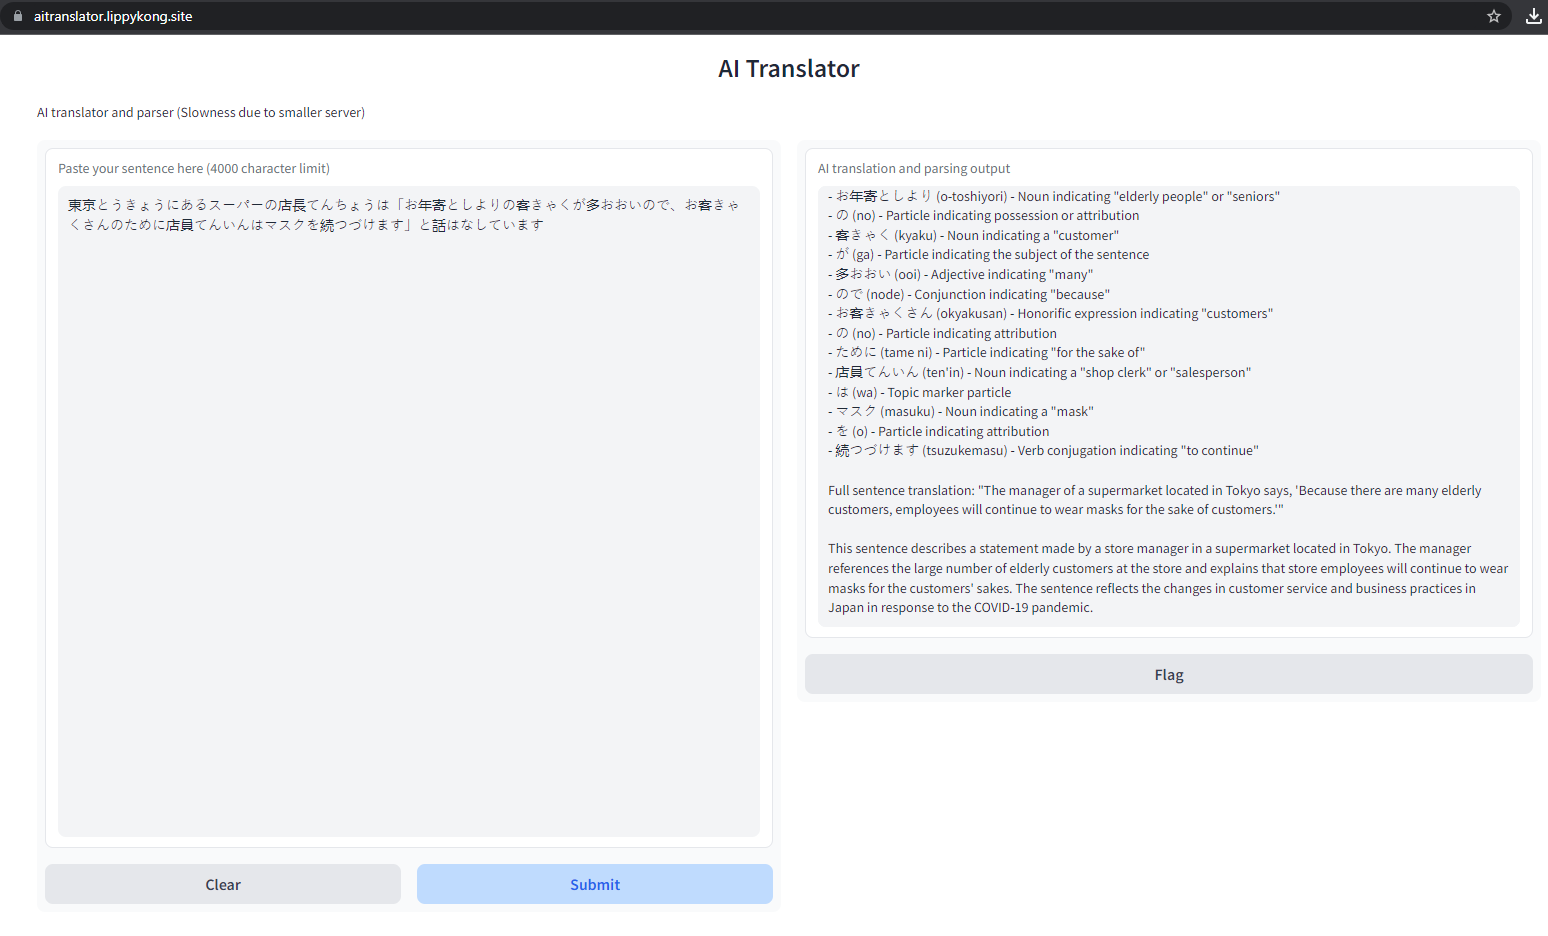 aitranslator.lippykong.site
AI Translator
AI translator and parser (Slowness due to smaller server)
Paste your sentence here (4000 character limit)
東京とうきょうにあるスーパーの店長てんちょうは「お年寄としよりの客きゃくが多おおいので、お客きゃ
くさんのために店員てんいんはマスクを続つづけます」と話はなしています
Clear
Submit
AI translation and parsing output
- お年寄としより (o-toshiyori) - Noun indicating "elderly people" or "seniors"
- の (no) - Particle indicating possession or attribution
- 客きゃく (kyaku) - Noun indicating a "customer"
- が (ga) - Particle indicating the subject of the sentence
- 多おおい (ooi) - Adjective indicating "many"
- ので (node) - Conjunction indicating "because"
- お客きゃくさん (okyakusan) - Honorific expression indicating "customers"
- の (no) - Particle indicating attribution
- ために (tame ni) - Particle indicating "for the sake of"
- 店員てんいん (ten'in) - Noun indicating a "shop clerk" or "salesperson"
- は (wa) - Topic marker particle
- マスク (masuku) - Noun indicating a "mask"
- を (o) - Particle indicating attribution
- 続つづけます (tsuzukemasu) - Verb conjugation indicating "to continue"
Full sentence translation: "The manager of a supermarket located in Tokyo says, 'Because there are many elderly
customers, employees will continue to wear masks for the sake of customers.'"
This sentence describes a statement made by a store manager in a supermarket located in Tokyo. The manager
references the large number of elderly customers at the store and explains that store employees will continue to wear
masks for the customers' sakes. The sentence reflects the changes in customer service and business practices in
Japan in response to the COVID-19 pandemic.
Flag